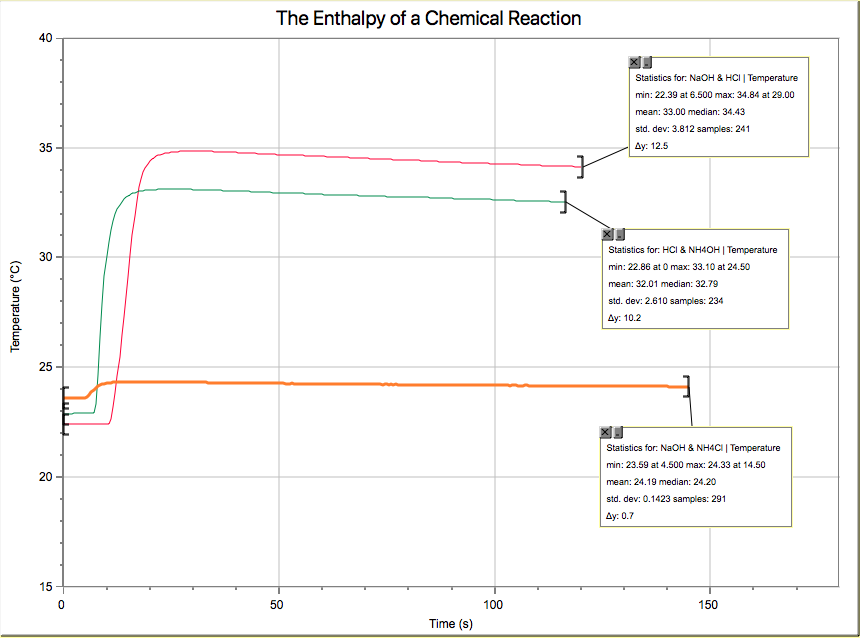 The Enthalpy of a Chemical Reaction
40
35
30
25
20
15
Temperature (°C)
Statistics for: NaOH & HCl | Temperature
min: 22.39 at 6.500 max: 34.84 at 29.00
mean: 33.00 median: 34.43
std. dev: 3.812 samples: 241
Δy: 12.5
Statistics for: HCl & NH4OH | Temperature
min: 22.86 at 0 max: 33.10 at 24.50
mean: 32.01 median: 32.79
std. dev: 2.610 samples: 234
Δy: 10.2
Statistics for: NaOH & NH4Cl | Temperature
min: 23.59 at 4.500 max: 24.33 at 14.50
mean: 24.19 median: 24.20
std. dev: 0.1423 samples: 291
Δy: 0.7
0 50 100 150
Time (s)